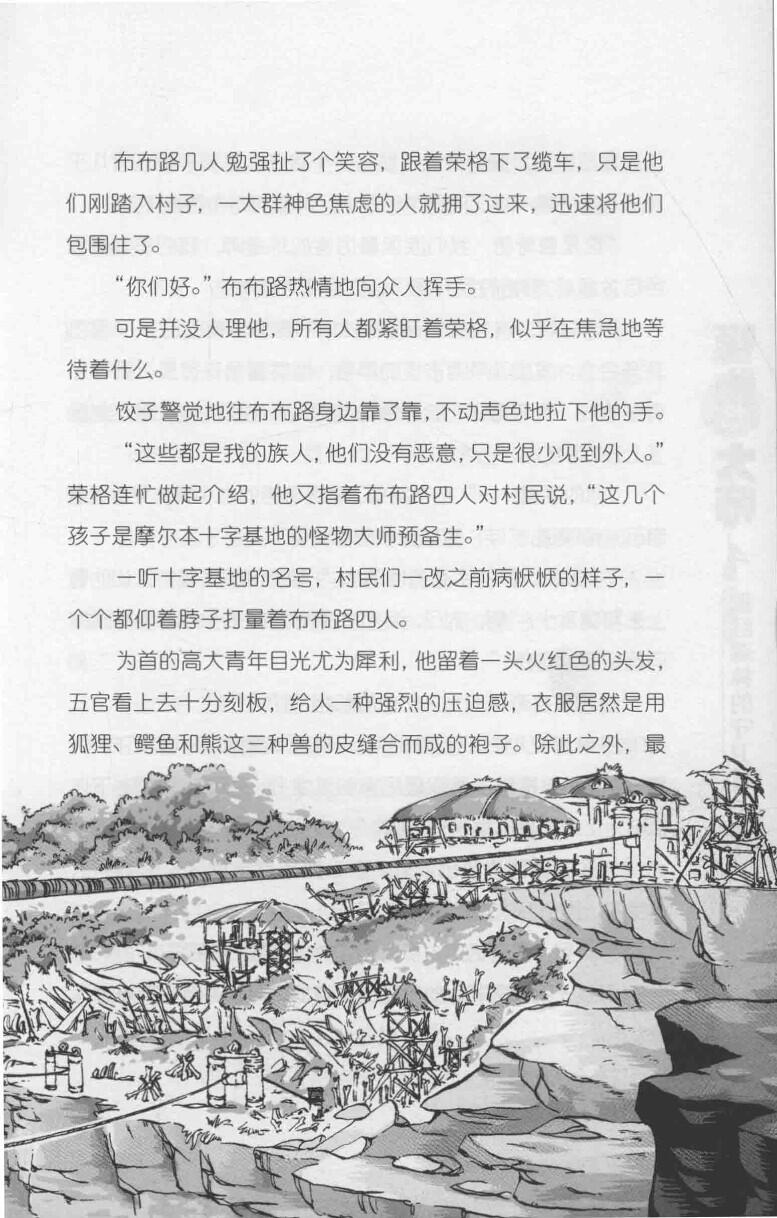 布布路几人勉强扯了个笑容，跟着荣格下了缆车，只是他
们刚踏入村子，一大群神色焦虑的人就拥了过来，迅速将他们
包围住了。
“你们好。”布布路热情地向众人挥手。
可是并没人理他，所有人都紧盯着荣格，似乎在焦急地等
待着什么。
饺子警觉地往布布路身边靠了靠，不动声色地拉下他的手。
“这些都是我的族人，他们没有恶意，只是很少见到外人。”
荣格连忙做起介绍，他又指着布布路四人对村民说，“这几个
孩子是摩尔本十字基地的怪物大师预备生。”
一听十字基地的名号，村民们一改之前病恹恹的样子，一
个个都仰着脖子打量着布布路四人。
为首的高大青年目光尤为犀利，他留着一头火红色的头发，
五官看上去十分刻板，给人一种强烈的压迫感，衣服居然是用
狐狸、鳄鱼和熊这三种兽的皮缝合而成的袍子。除此之外，最